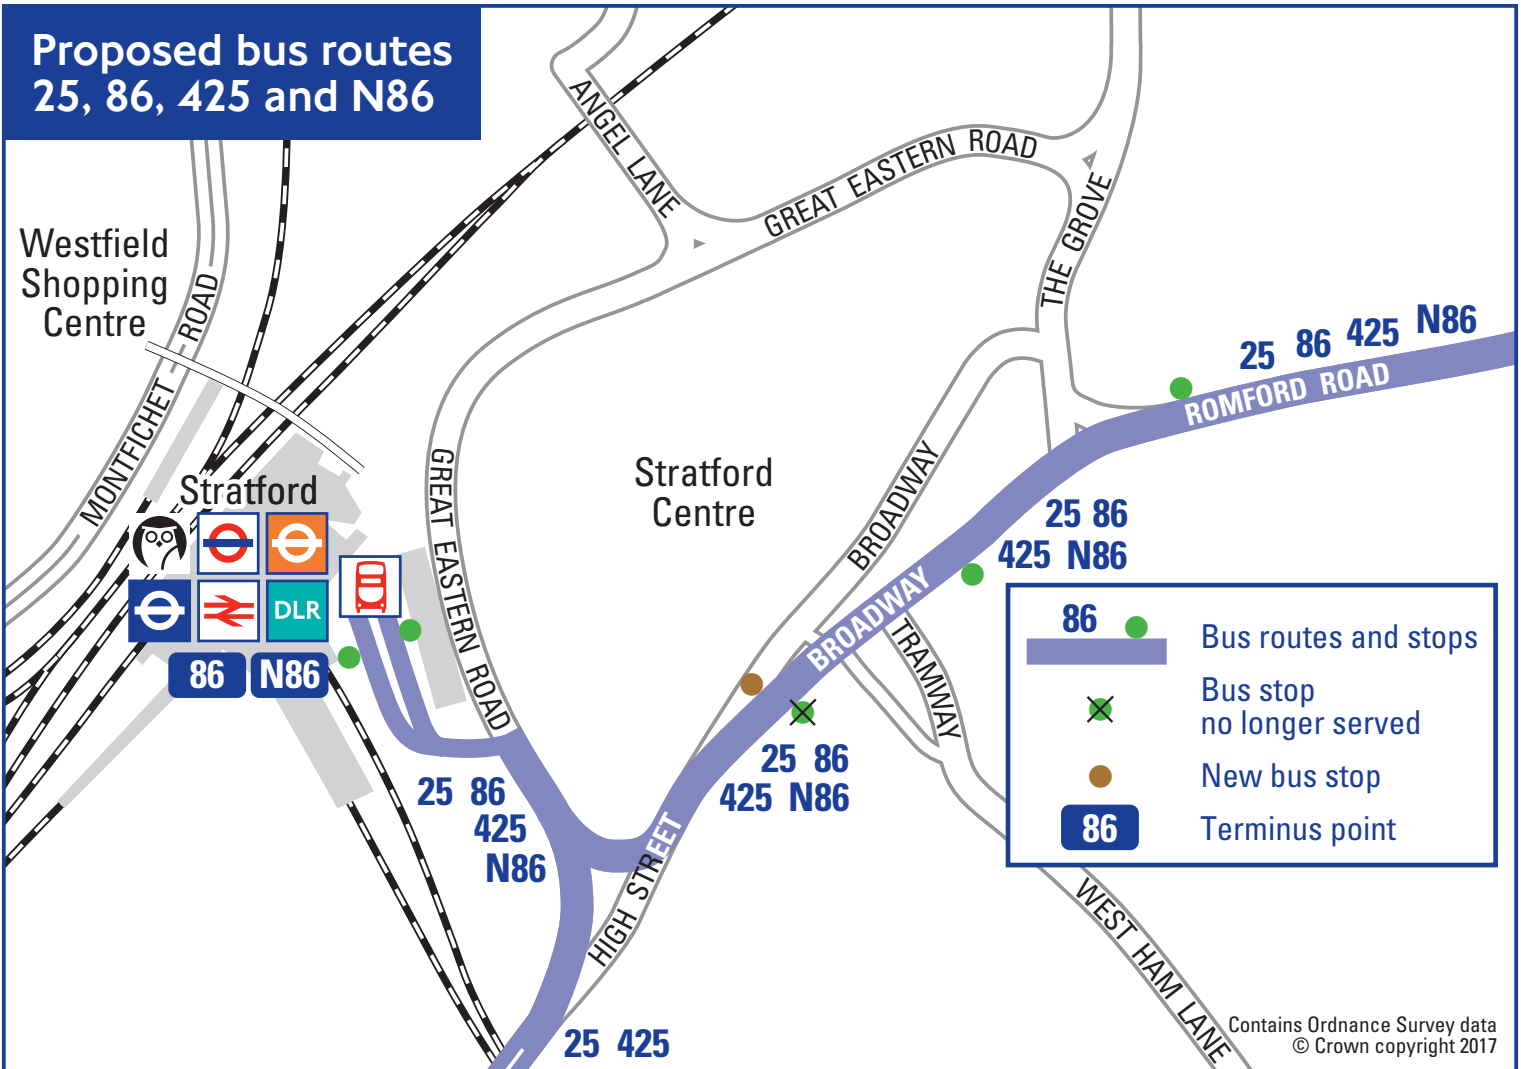 Proposed bus routes
25, 86, 425 and N86
ANGEL LANE
GREAT EASTERN ROAD
THE GROVE
Westfield
Shopping
Centre
MONTFICHET ROAD
25 86 425 N86
ROMFORD ROAD
Stratford
DLR
86 N86
GREAT EASTERN ROAD
Stratford
Centre
BROADWAY
BROADWAY
TRAMWAY
25 86
425 N86
25 86
425 N86
25 86
425
N86
HIGH STREET
25 425
WEST HAM LANE
86
Bus routes and stops
Bus stop
no longer served
New bus stop
86
Terminus point
Contains Ordnance Survey data
© Crown copyright 2017